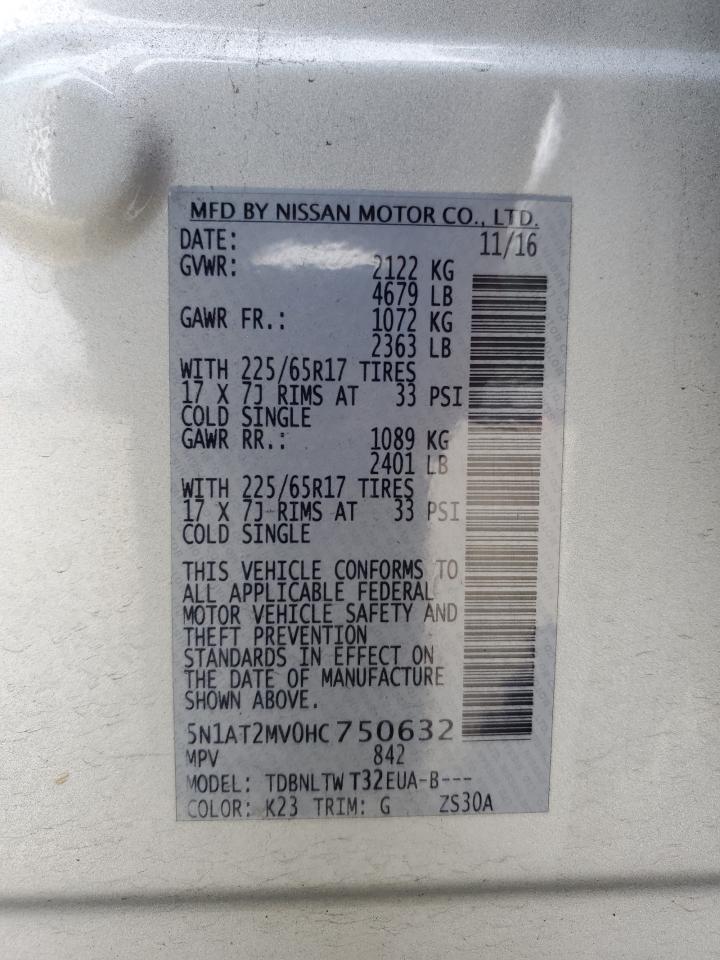 MFD BY NISSAN MOTOR CO., LTD.
DATE: 11/16
GVWR: 2122 KG
4679 LB
GAWR FR.: 1072 KG
2363 LB
WITH 225/65R17 TIRES
17 X 7J RIMS AT 33 PSI
COLD SINGLE
GAWR RR.: 1089 KG
2401 LB
WITH 225/65R17 TIRES
17 X 7J RIMS AT 33 PSI
COLD SINGLE
THIS VEHICLE CONFORMS TO
ALL APPLICABLE FEDERAL
MOTOR VEHICLE SAFETY AND
THEFT PREVENTION
STANDARDS IN EFFECT ON
THE DATE OF MANUFACTURE
SHOWN ABOVE.
5N1AT2MV0HC750632
MPV 842
MODEL: TDBNLTW T32EUA-B---
COLOR: K23 TRIM: G ZS30A